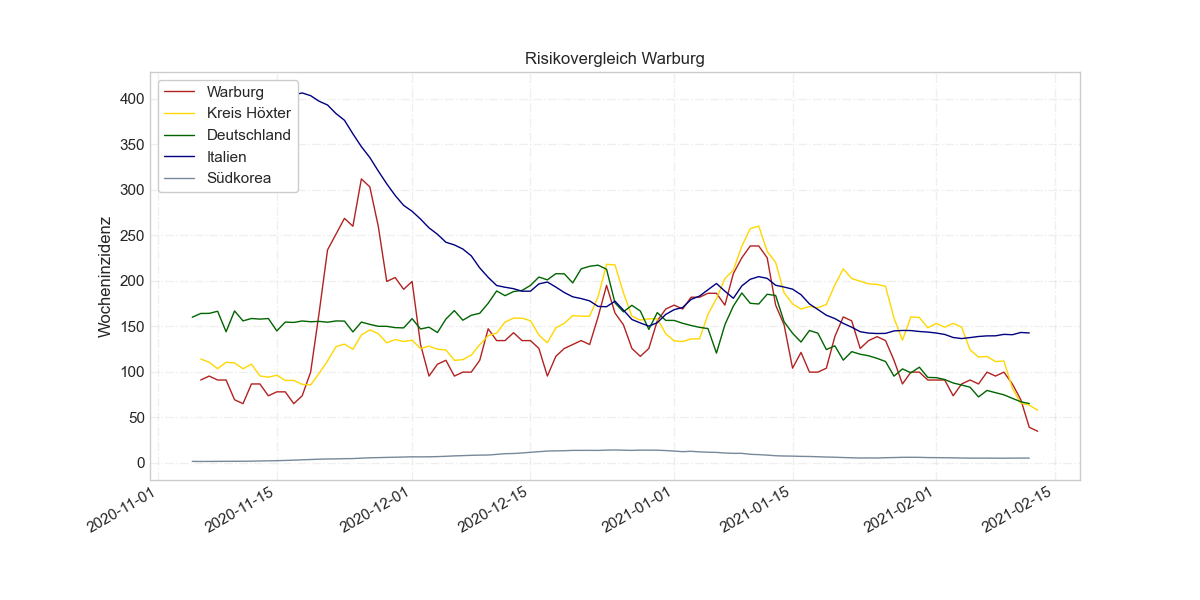 Risikovergleich Warburg
Wocheninzidenz
400
350
300
250
200
150
100
50
0
Warburg
Kreis Höxter
Deutschland
Italien
Südkorea
2020-11-01
2020-11-15
2020-12-01
2020-12-15
2021-01-01
2021-01-15
2021-02-01
2021-02-15